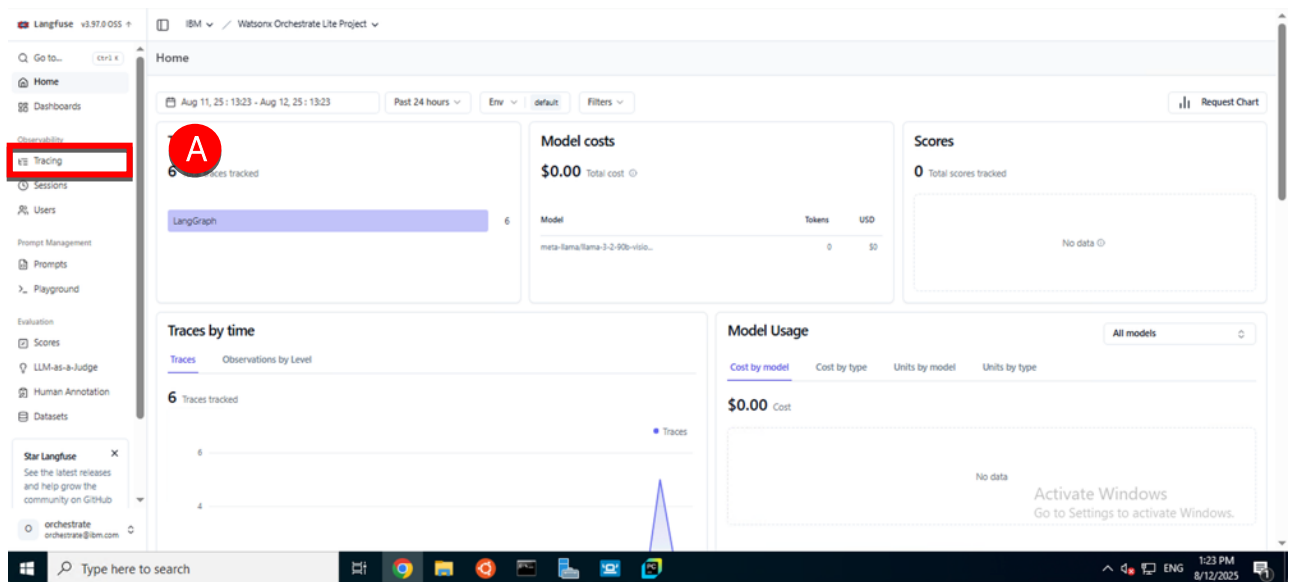 Langfuse v3.97.0 OSS ↑
IBM / Watsonx Orchestrate Lite Project
Go to... Ctrl K
Home
Dashboards
Observability
Tracing
Sessions
Users
Prompt Management
Prompts
Playground
Evaluation
Scores
LLM-as-a-Judge
Human Annotation
Datasets
Star Langfuse X
See the latest releases
and help grow the
community on GitHub
O orchestrate
orchestrate@ibm.com
Home
Aug 11, 25 : 13:23 - Aug 12, 25 : 13:23 Past 24 hours Env default Filters Request Chart
A
6 tracked
LangGraph 6
Model costs
$0.00 Total cost
Model Tokens USD
meta-llama/llama-3-2-90b-visio... 0 $0
Scores
0 Total scores tracked
No data
Traces by time
Traces Observations by Level
6 Traces tracked
Traces
6
4
Model Usage All models
Cost by model Cost by type Units by model Units by type
$0.00 Cost
No data
Activate Windows
Go to Settings to activate Windows.
Type here to search
PC
ENG
1:23 PM
8/12/2025
1